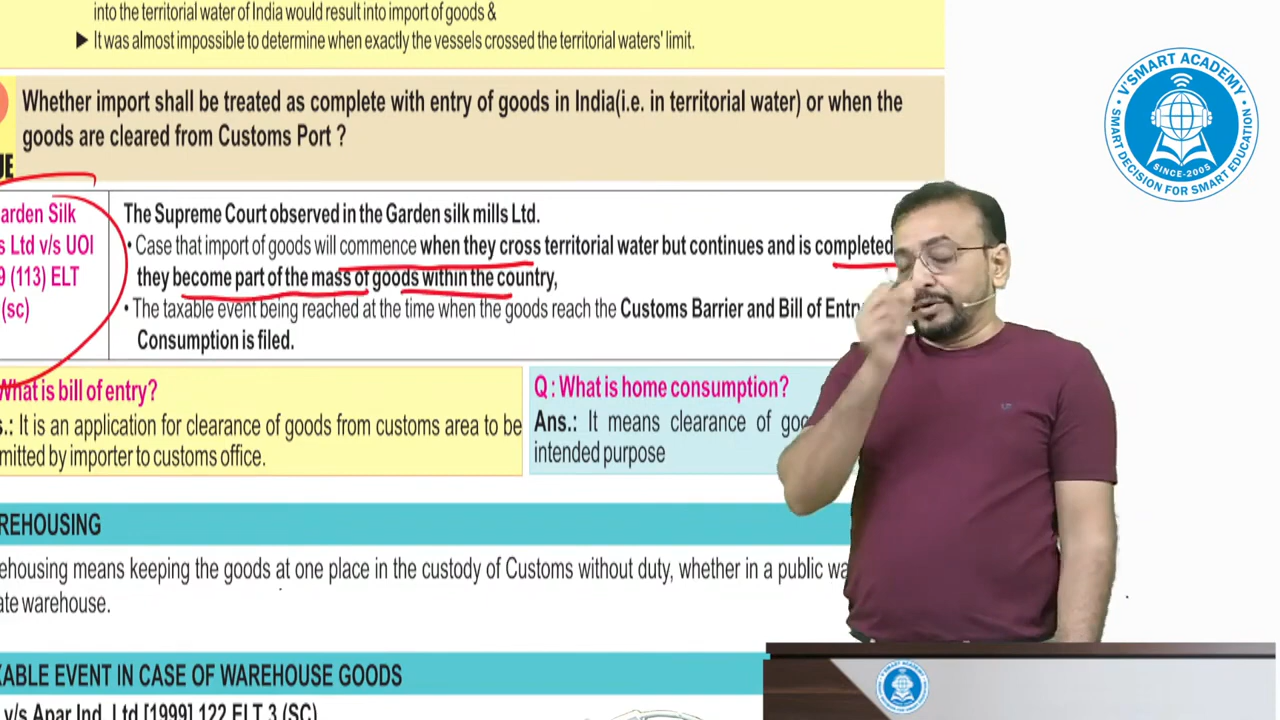 into the territorial water of India would result into import of goods &
▶ It was almost impossible to determine when exactly the vessels crossed the territorial waters' limit.
Whether import shall be treated as complete with entry of goods in India(i.e. in territorial water) or when the
goods are cleared from Customs Port ?
UE
arden Silk
s Ltd v/s UOI
9 (113) ELT
(sc)
The Supreme Court observed in the Garden silk mills Ltd.
• Case that import of goods will commence when they cross territorial water but continues and is completed
they become part of the mass of goods within the country,
• The taxable event being reached at the time when the goods reach the Customs Barrier and Bill of Entry
Consumption is filed.
What is bill of entry?
s.: It is an application for clearance of goods from customs area to be
mitted by importer to customs office.
Q : What is home consumption?
Ans.: It means clearance of goo
intended purpose
REHOUSING
ehousing means keeping the goods at one place in the custody of Customs without duty, whether in a public wa
ate warehouse.
XABLE EVENT IN CASE OF WAREHOUSE GOODS
v/s Apar Ind. Ltd [1999] 122 ELT 3 (SC)
V'SMART ACADEMY
SINCE-2005
SMART DECISION FOR SMART EDUCATION